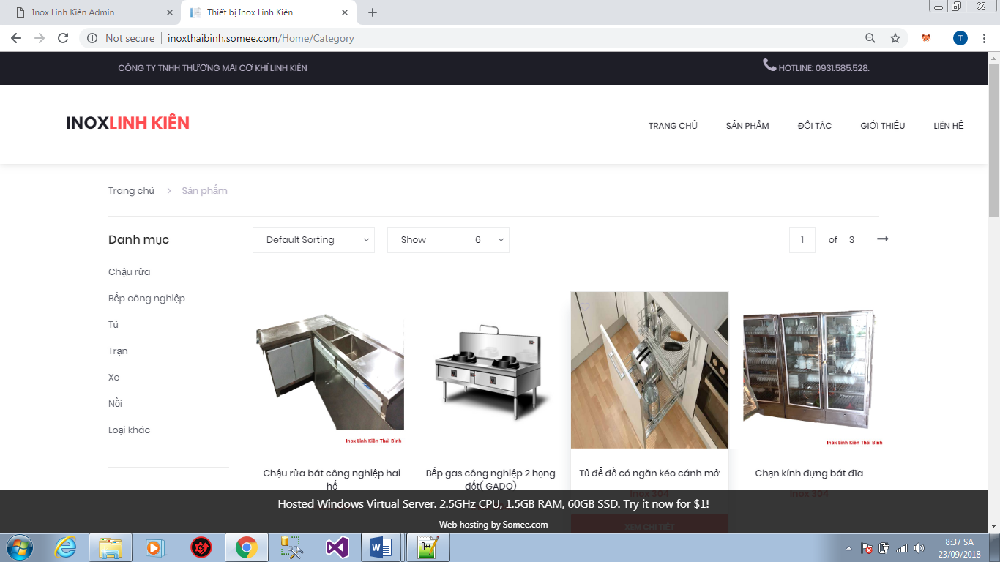 Inox Linh Kiên Admin
Thiết bị Inox Linh Kiên
Not secure
inoxthaibinh.somee.com/Home/Category
T
CÔNG TY TNHH THƯƠNG MẠI CƠ KHÍ LINH KIÊN
HOTLINE: 0931.585.528.
INOXLINH KIÊN
TRANG CHỦ
SẢN PHẨM
ĐỐI TÁC
GIỚI THIỆU
LIÊN HỆ
Trang chủ > Sản phẩm
Danh mục
Default Sorting
Show 6
1 of 3
Chậu rửa
Bếp công nghiệp
Tủ
Trạn
Xe
Nồi
Loại khác
Inox Linh Kiên Thái Bình
Inox Linh Kiên Thái Bình
Chậu rửa bát công nghiệp hai
hố
Bếp gas công nghiệp 2 họng
đốt( GADO)
Tủ để đồ có ngăn kéo cánh mở
Inox 304
XEM CHI TIẾT
Chạn kính đựng bát đĩa
Inox 304
Hosted Windows Virtual Server. 2.5GHz CPU, 1.5GB RAM, 60GB SSD. Try it now for $1!
Web hosting by Somee.com
8:37 SA
23/09/2018